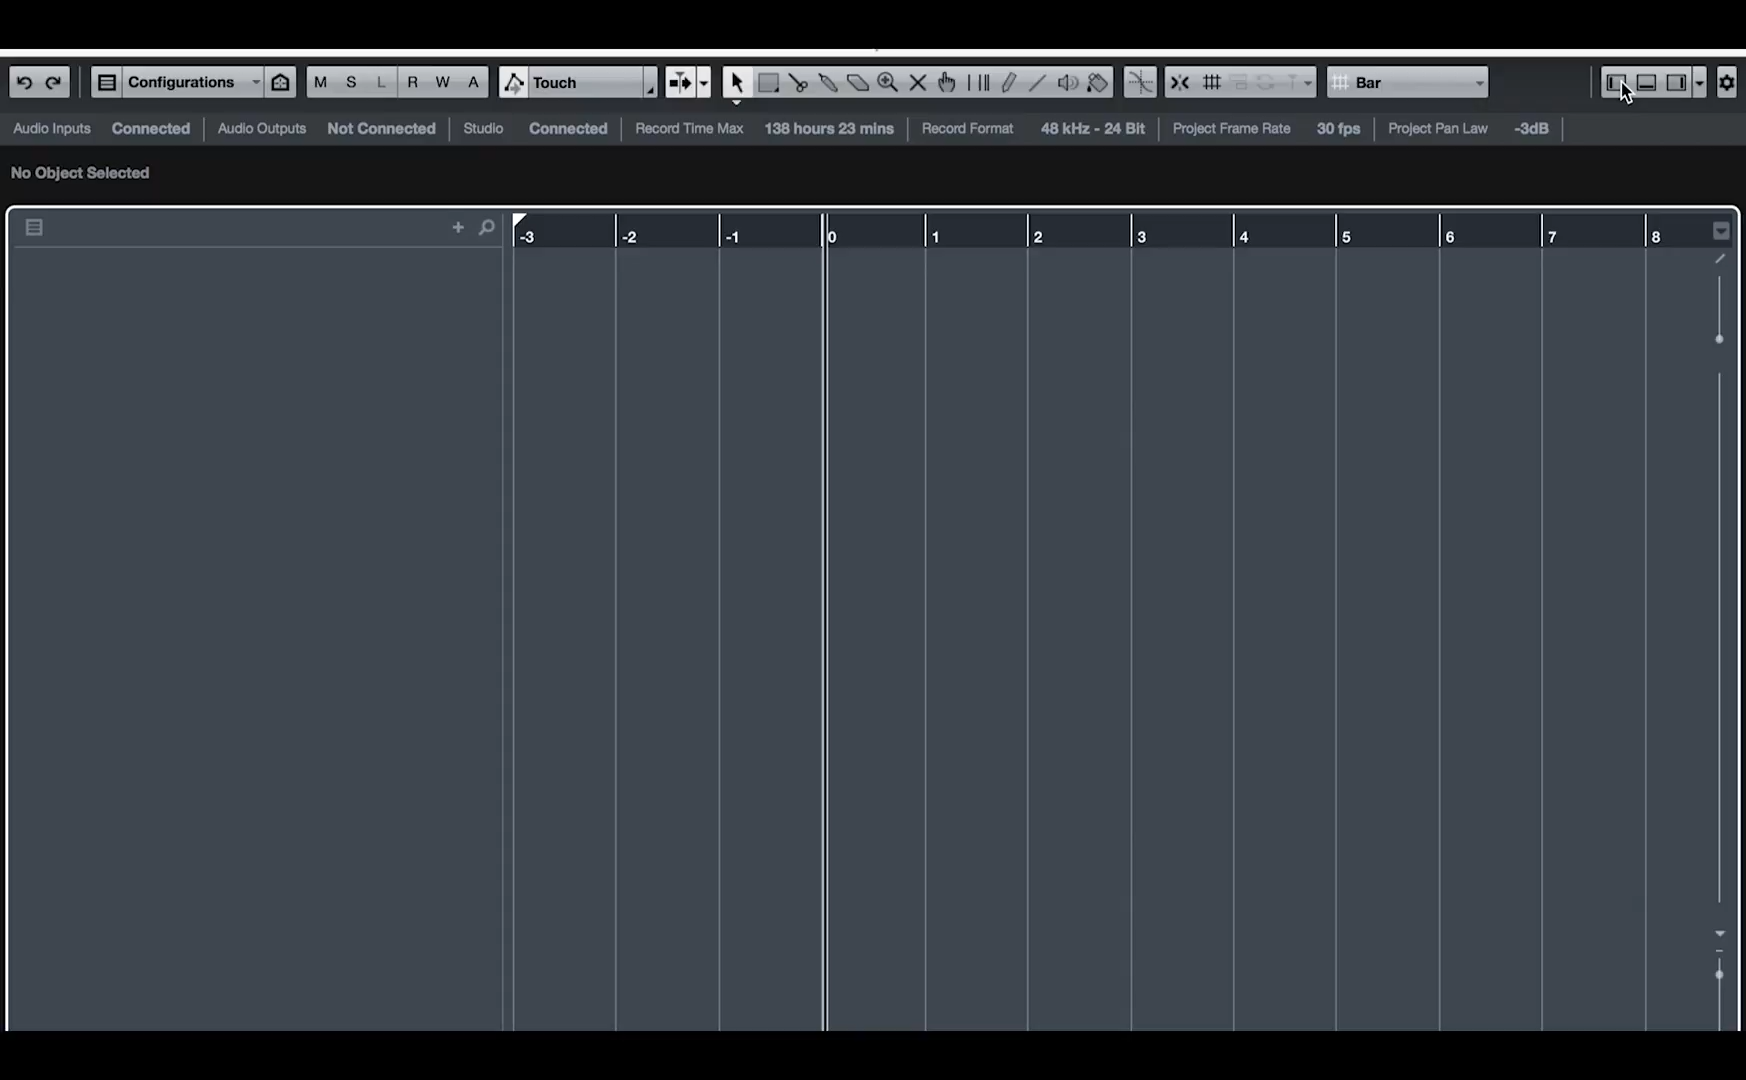 Configurations M S L R W A Touch Bar
Audio Inputs Connected Audio Outputs Not Connected Studio Connected Record Time Max 138 hours 23 mins Record Format 48 kHz - 24 Bit Project Frame Rate 30 fps Project Pan Law -3dB
No Object Selected
-3 -2 -1 0 1 2 3 4 5 6 7 8